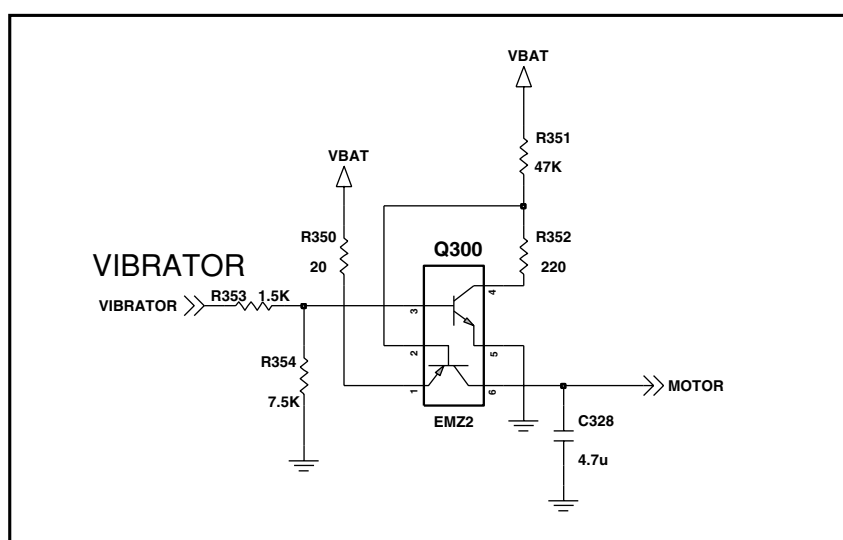 VBAT
R351
47K
VBAT
R350
20
Q300
R352
220
VIBRATOR
VIBRATOR
R353 1.5K
3
4
2
5
R354
7.5K
1
6
MOTOR
EMZ2
C328
4.7u